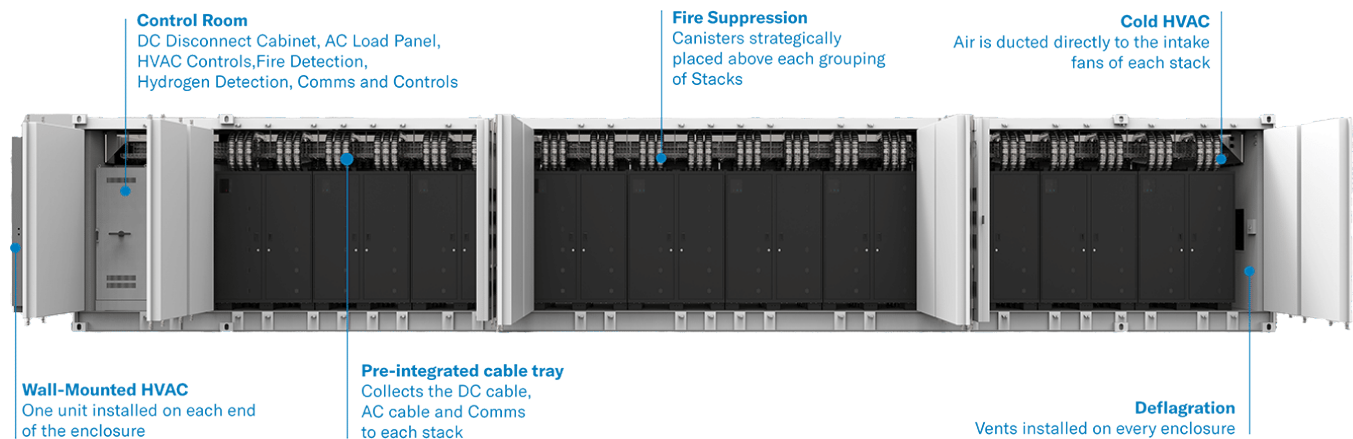 Control Room
DC Disconnect Cabinet, AC Load Panel,
HVAC Controls,Fire Detection,
Hydrogen Detection, Comms and Controls
Fire Suppression
Canisters strategically
placed above each grouping
of Stacks
Cold HVAC
Air is ducted directly to the intake
fans of each stack
Wall-Mounted HVAC
One unit installed on each end
of the enclosure
Pre-integrated cable tray
Collects the DC cable,
AC cable and Comms
to each stack
Deflagration
Vents installed on every enclosure